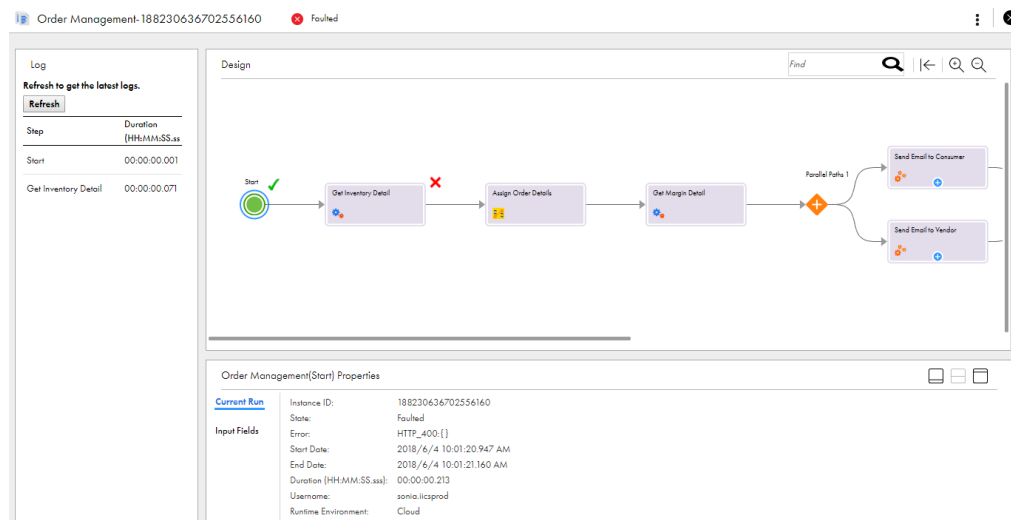 Order Management-188230636702556160
Faulted
Log
Refresh to get the latest logs.
Refresh
Step
Duration
(HH:MM:SS.ss
Start
00:00:00.001
Get Inventory Detail
00:00:00.071
Design
Find
Start
Get Inventory Detail
Assign Order Details
Get Margin Detail
Parallel Paths 1
Send Email to Consumer
Send Email to Vendor
Order Management(Start) Properties
Current Run
Input Fields
Instance ID: 188230636702556160
State: Faulted
Error: HTTP_400:{}
Start Date: 2018/6/4 10:01:20.947 AM
End Date: 2018/6/4 10:01:21.160 AM
Duration (HH:MM:SS.sss): 00:00:00.213
Username: sonia.iicsprod
Runtime Environment: Cloud